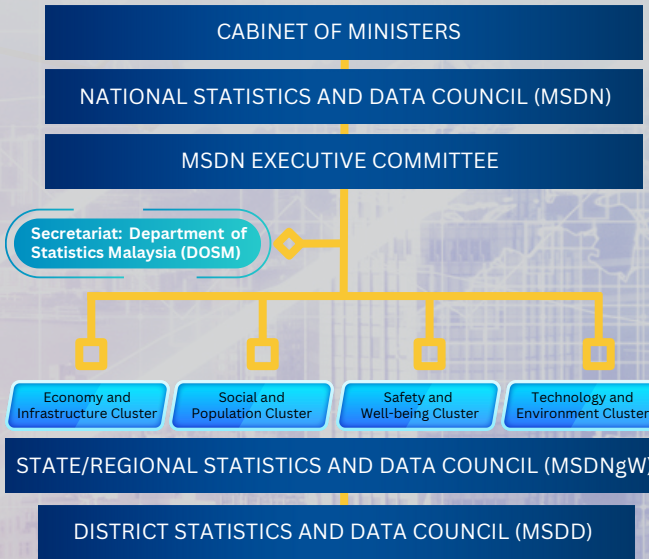 CABINET OF MINISTERS
NATIONAL STATISTICS AND DATA COUNCIL (MSDN)
MSDN EXECUTIVE COMMITTEE
Secretariat: Department of
Statistics Malaysia (DOSM)
Economy and
Infrastructure Cluster
Social and
Population Cluster
Safety and
Well-being Cluster
Technology and
Environment Cluster
STATE/REGIONAL STATISTICS AND DATA COUNCIL (MSDNgW)
DISTRICT STATISTICS AND DATA COUNCIL (MSDD)